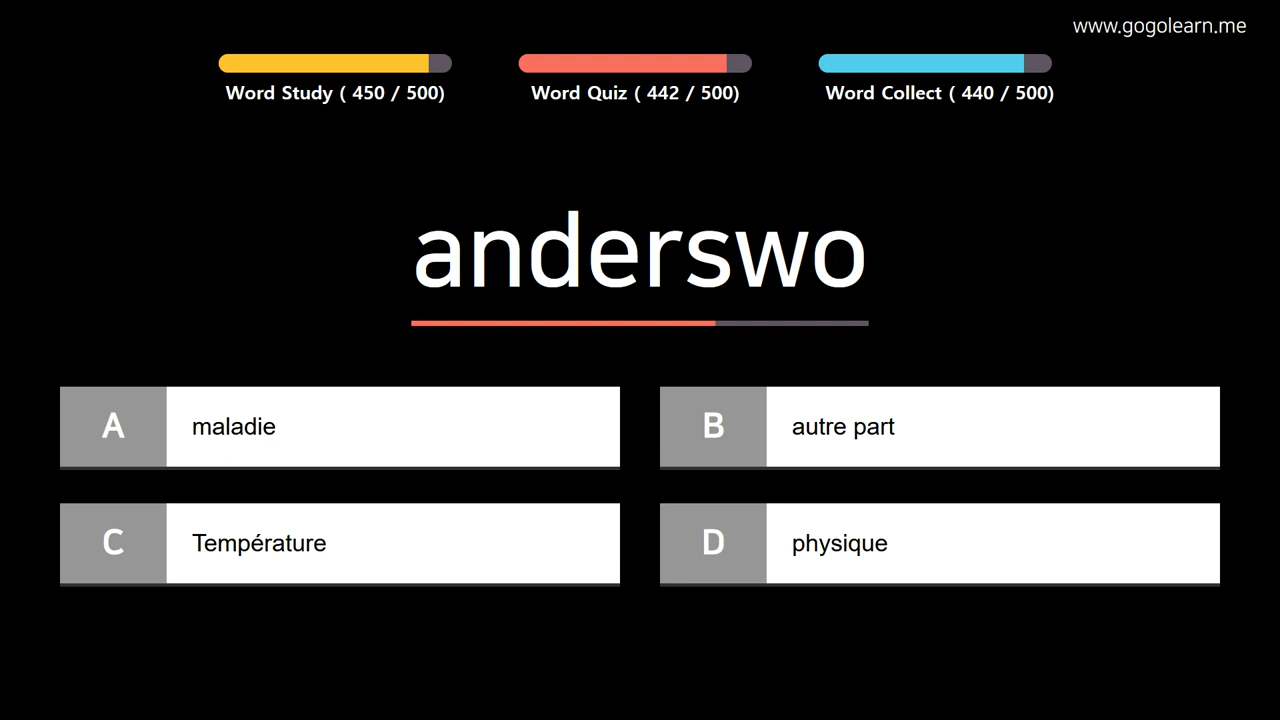 www.gogolearn.me
Word Study ( 450 / 500)
Word Quiz ( 442 / 500)
Word Collect ( 440 / 500)
anderswo
A
maladie
B
autre part
C
Température
D
physique